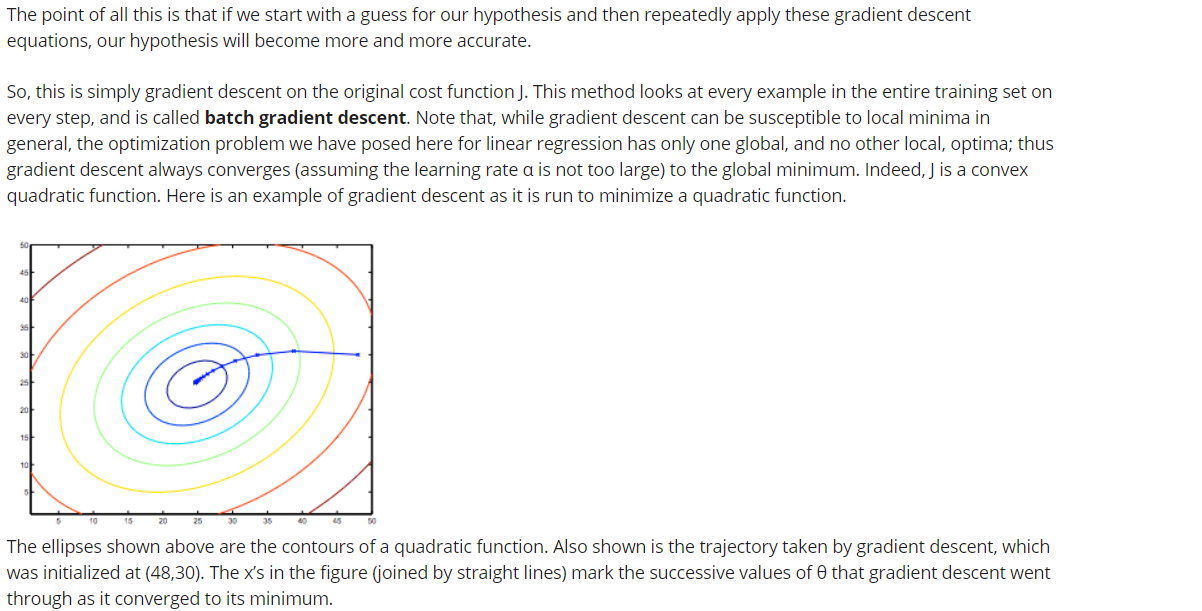 The point of all this is that if we start with a guess for our hypothesis and then repeatedly apply these gradient descent
equations, our hypothesis will become more and more accurate.
So, this is simply gradient descent on the original cost function J. This method looks at every example in the entire training set on
every step, and is called batch gradient descent. Note that, while gradient descent can be susceptible to local minima in
general, the optimization problem we have posed here for linear regression has only one global, and no other local, optima; thus
gradient descent always converges (assuming the learning rate α is not too large) to the global minimum. Indeed, J is a convex
quadratic function. Here is an example of gradient descent as it is run to minimize a quadratic function.
50
45
40
35
30
25
20
15
10
5
5 10 15 20 25 30 35 40 45 50
The ellipses shown above are the contours of a quadratic function. Also shown is the trajectory taken by gradient descent, which
was initialized at (48,30). The x's in the figure (joined by straight lines) mark the successive values of θ that gradient descent went
through as it converged to its minimum.